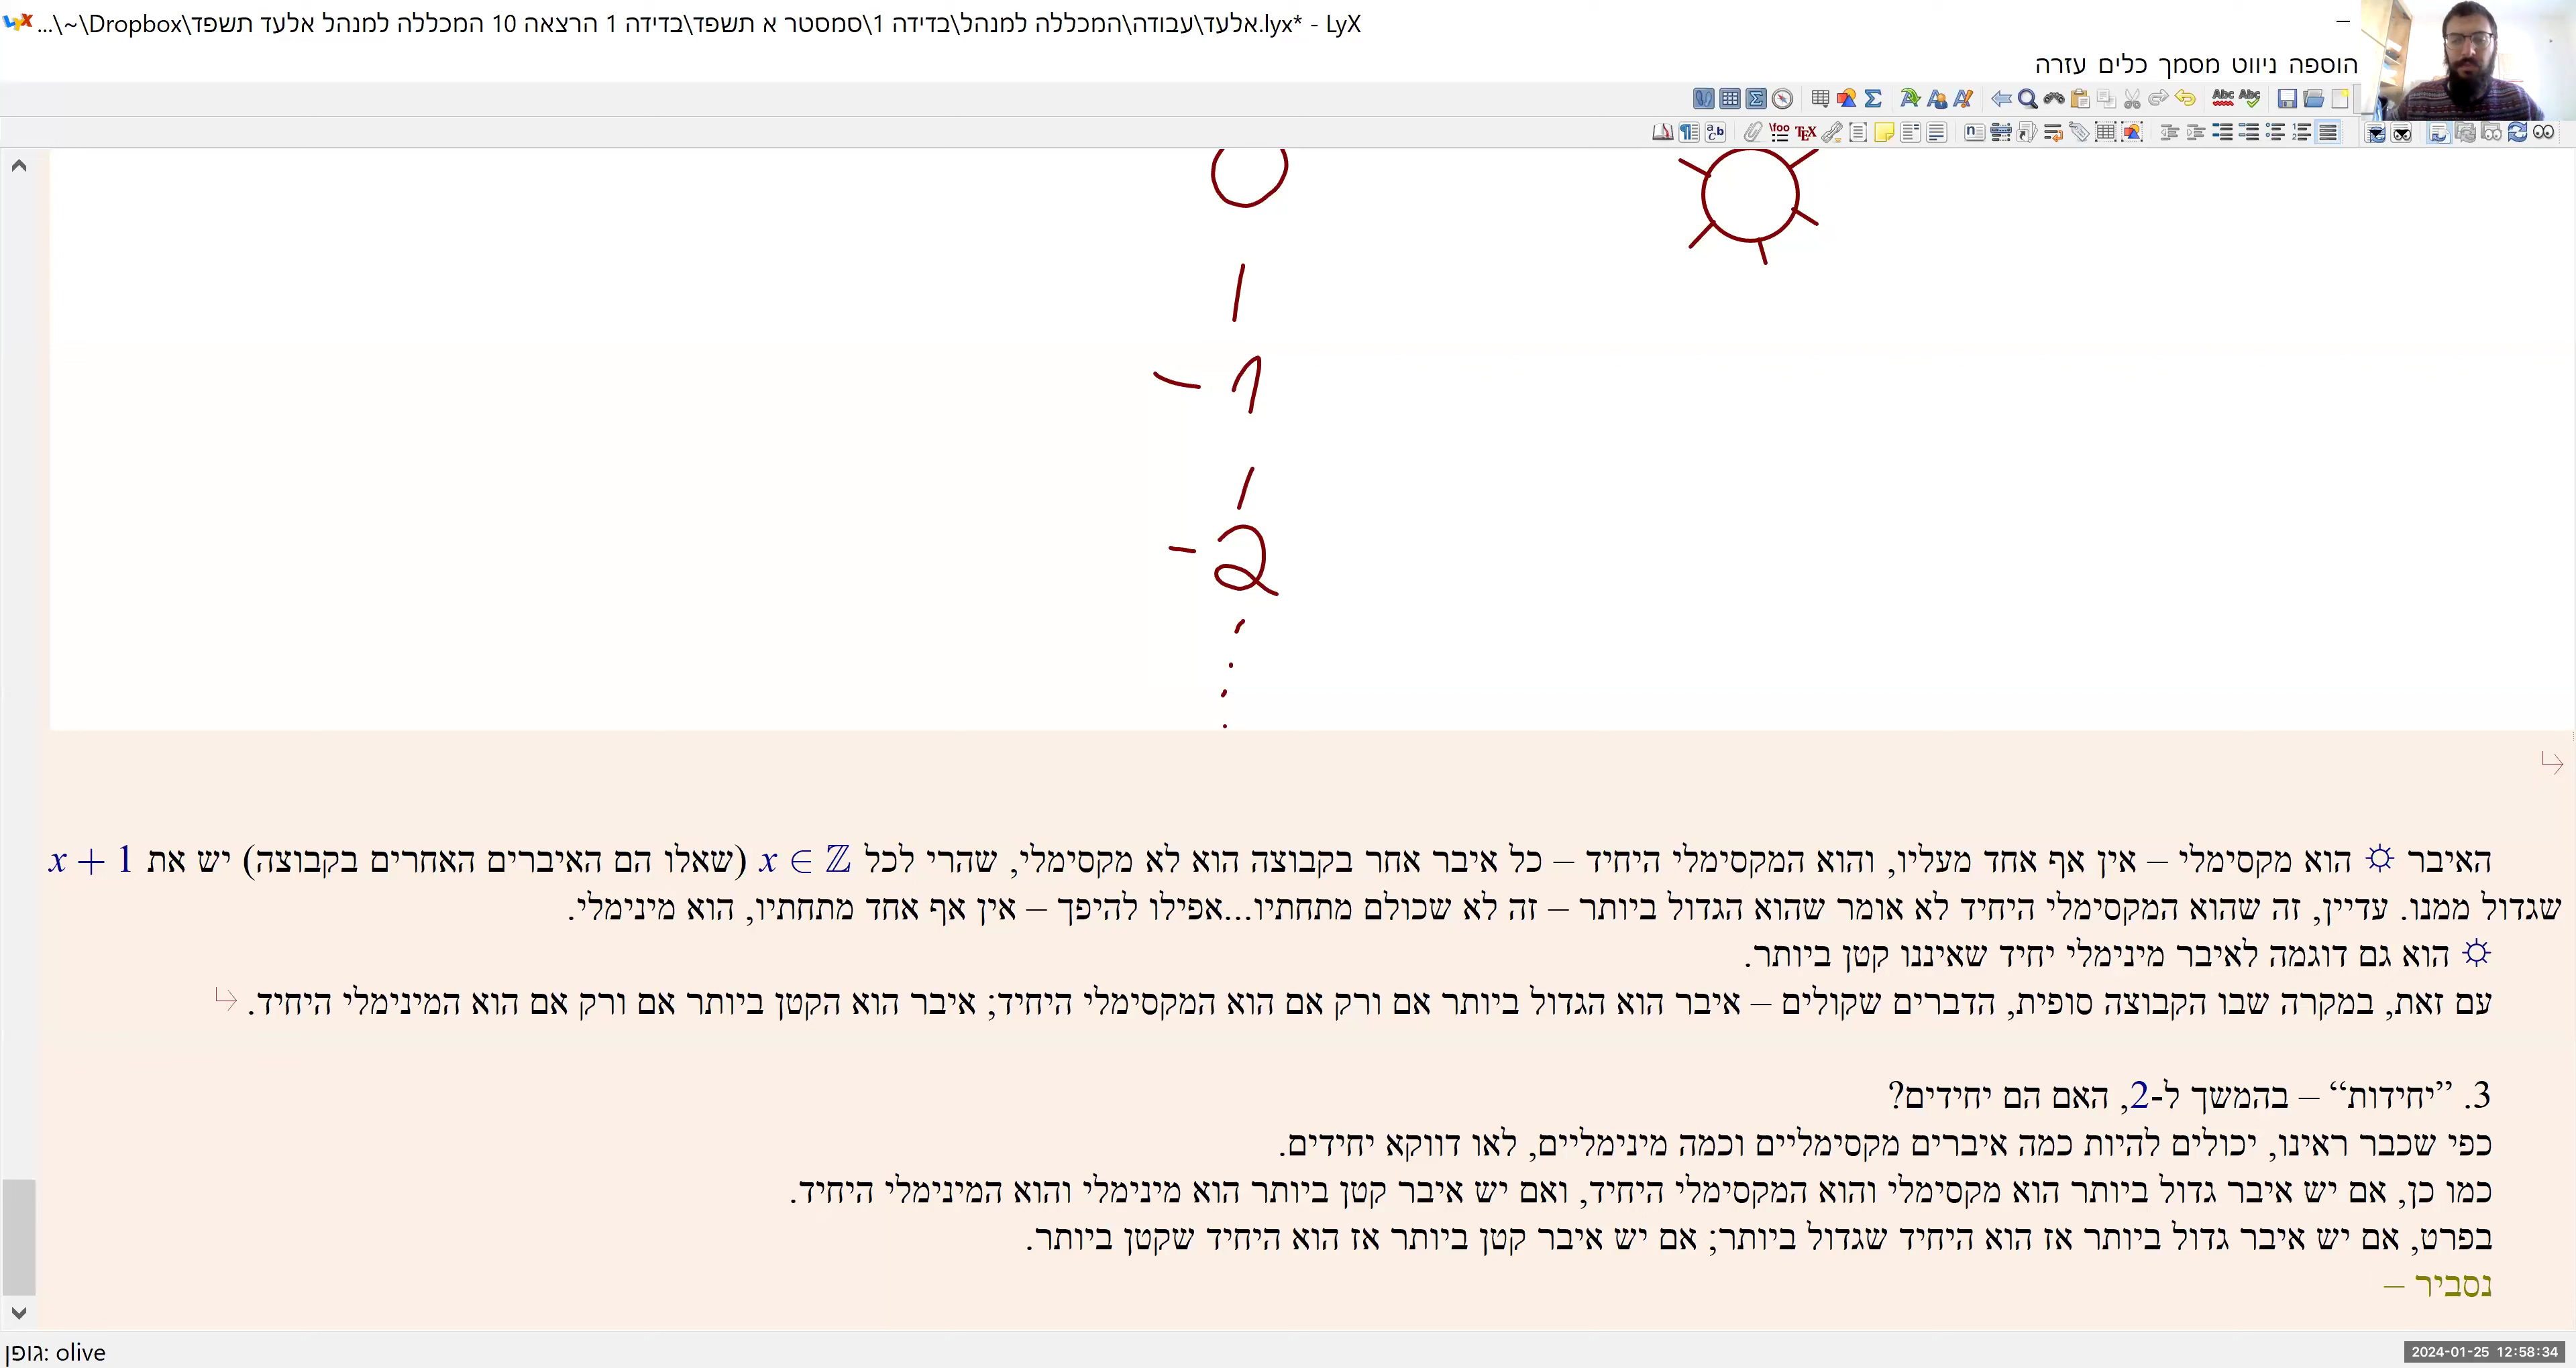 ...\~\Dropbox\אלעד\עבודה\המכללה למנהל\בדידה 1\סמסטר א תשפד\בדידה 1 הרצאה 10 המכללה למנהל אלעד תשפד.lyx* - LyX
הוספה ניווט מסמך כלים עזרה
0
-1
-2
האיבר ☼ הוא מקסימלי – אין אף אחד מעליו, והוא המקסימלי היחיד – כל איבר אחר בקבוצה הוא לא מקסימלי, שהרי לכל x ∈ ℤ (שאלו הם האיברים האחרים בקבוצה) יש את x + 1
שגדול ממנו. עדיין, זה שהוא המקסימלי היחיד לא אומר שהוא הגדול ביותר – זה לא שכולם מתחתיו...אפילו להיפך – אין אף אחד מתחתיו, הוא מינימלי.
☼ הוא גם דוגמה לאיבר מינימלי יחיד שאיננו קטן ביותר.
עם זאת, במקרה שבו הקבוצה סופית, הדברים שקולים – איבר הוא הגדול ביותר אם ורק אם הוא המקסימלי היחיד; איבר הוא הקטן ביותר אם ורק אם הוא המינימלי היחיד.
3. ”יחידות“ – בהמשך ל-2, האם הם יחידים?
כפי שכבר ראינו, יכולים להיות כמה איברים מקסימליים וכמה מינימליים, לאו דווקא יחידים.
כמו כן, אם יש איבר גדול ביותר הוא מקסימלי והוא המקסימלי היחיד, ואם יש איבר קטן ביותר הוא מינימלי והוא המינימלי היחיד.
בפרט, אם יש איבר גדול ביותר אז הוא היחיד שגדול ביותר; אם יש איבר קטן ביותר אז הוא היחיד שקטן ביותר.
נסביר –
גופן: olive
2024-01-25 12:58:34